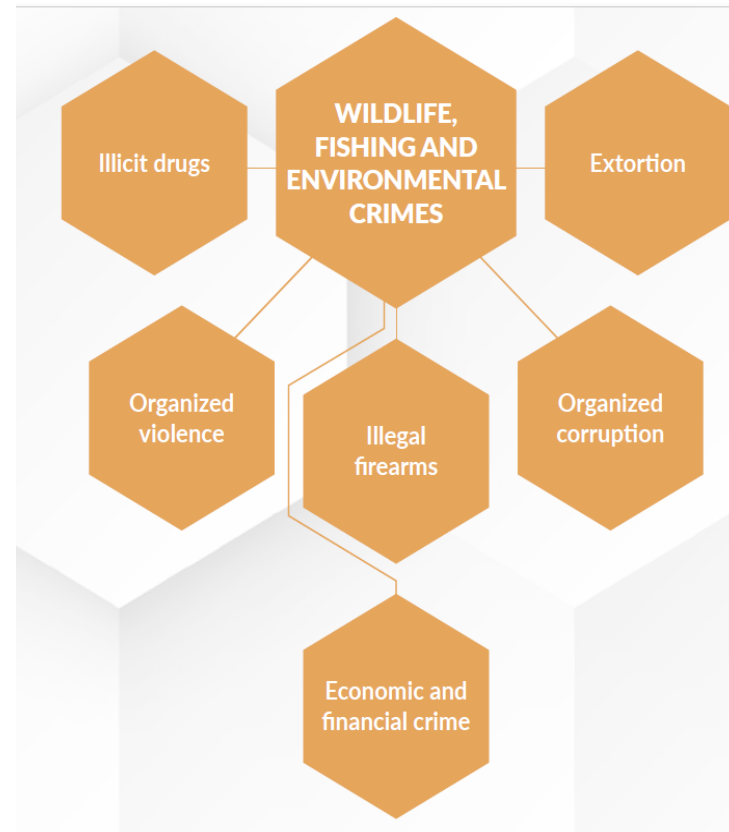 WILDLIFE,
FISHING AND
ENVIRONMENTAL
CRIMES
Illicit drugs
Extortion
Organized
violence
Illegal
firearms
Organized
corruption
Economic and
financial crime